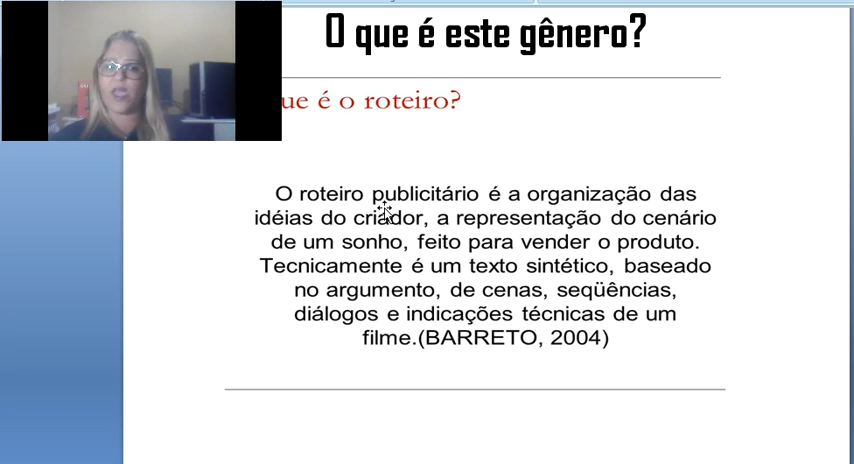 O que é este gênero?
ue é o roteiro?
O roteiro publicitário é a organização das
idéias do criador, a representação do cenário
de um sonho, feito para vender o produto.
Tecnicamente é um texto sintético, baseado
no argumento, de cenas, seqüências,
diálogos e indicações técnicas de um
filme.(BARRETO, 2004)